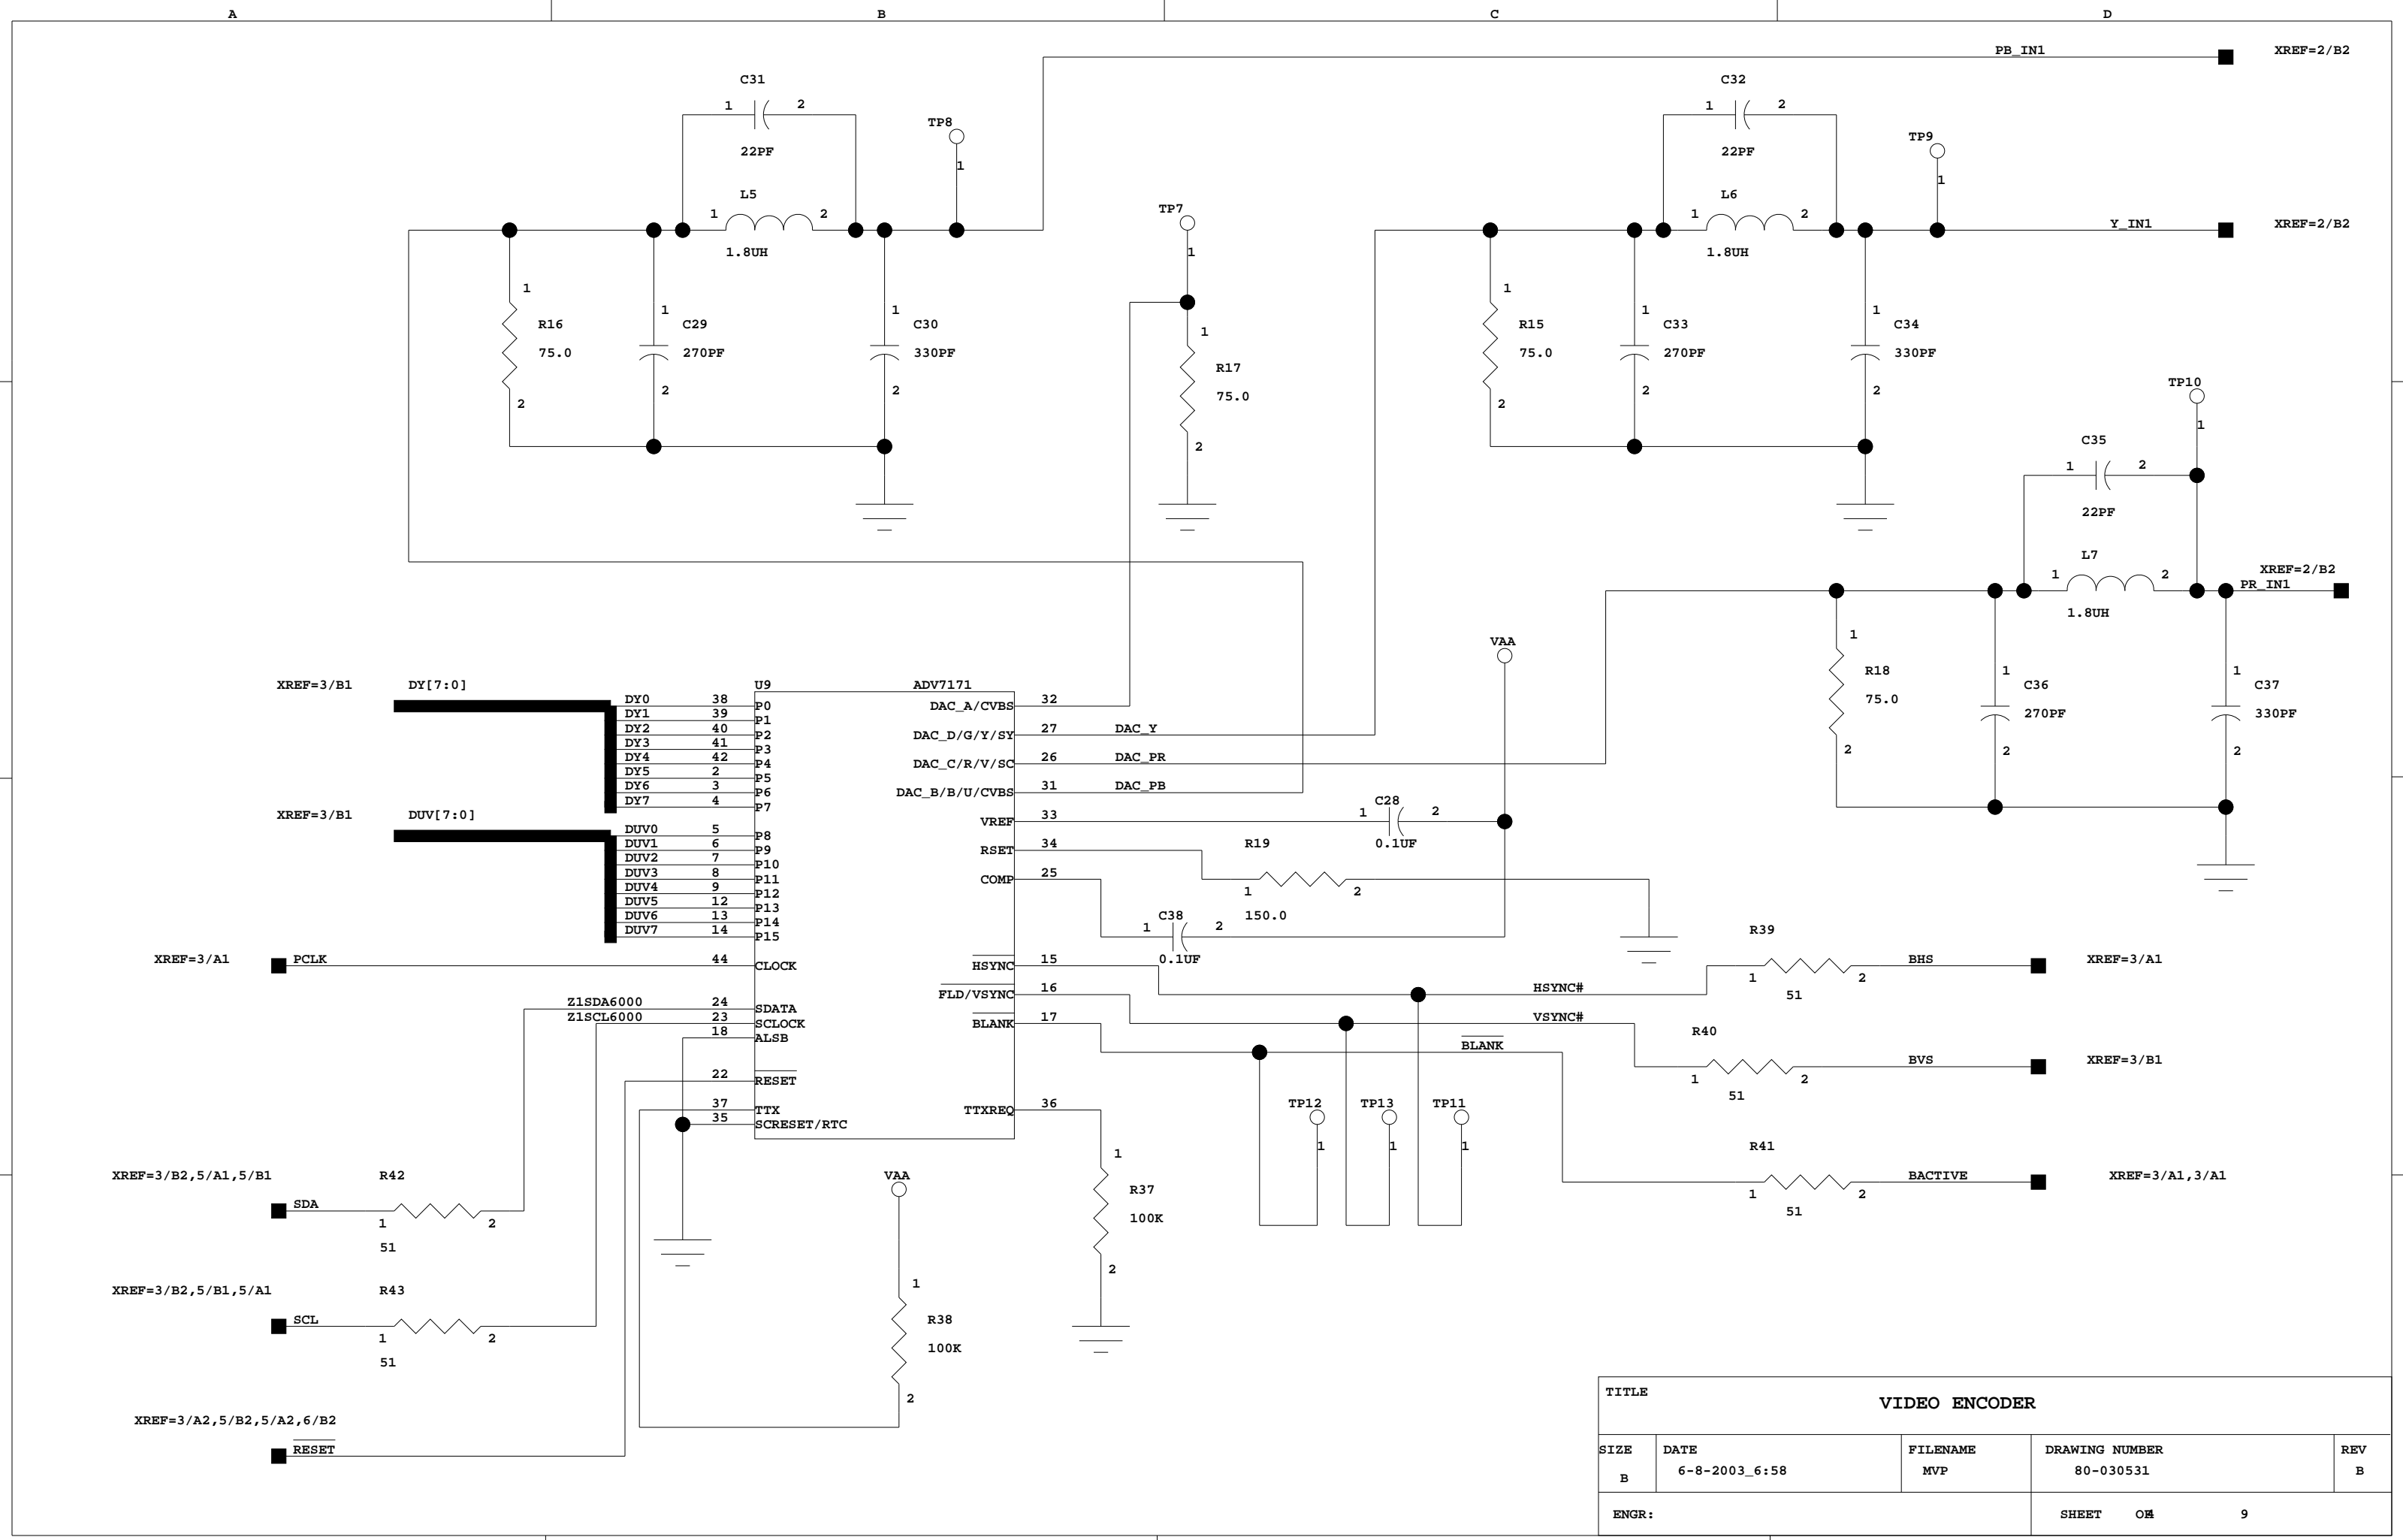 A B C D
PB_IN1 XREF=2/B2
C31
1 2
22PF
TP8
1
L5
1 2
1.8UH
1
R16
75.0
2
1
C29
270PF
2
1
C30
330PF
2
TP7
1
1
R17
75.0
2
C32
1 2
22PF
TP9
1
L6
1 2
1.8UH
Y_IN1 XREF=2/B2
1
R15
75.0
2
1
C33
270PF
2
1
C34
330PF
2
TP10
1
C35
1 2
22PF
L7
1 2
1.8UH
XREF=2/B2
PR_IN1
1
R18
75.0
2
1
C36
270PF
2
1
C37
330PF
2
VAA
XREF=3/B1 DY[7:0]
U9 ADV7171
DY0 38 P0
DY1 39 P1
DY2 40 P2
DY3 41 P3
DY4 42 P4
DY5 2 P5
DY6 3 P6
DY7 4 P7
XREF=3/B1 DUV[7:0]
DUV0 5 P8
DUV1 6 P9
DUV2 7 P10
DUV3 8 P11
DUV4 9 P12
DUV5 12 P13
DUV6 13 P14
DUV7 14 P15
XREF=3/A1 PCLK 44 CLOCK
Z1SDA6000 24 SDATA
Z1SCL6000 23 SCLOCK
18 ALSB
22 RESET
37 TTX
35 SCRESET/RTC
DAC_A/CVBS 32
DAC_D/G/Y/SY 27 DAC_Y
DAC_C/R/V/SC 26 DAC_PR
DAC_B/B/U/CVBS 31 DAC_PB
VREF 33
RSET 34
COMP 25
HSYNC 15
FLD/VSYNC 16
BLANK 17
TTXREQ 36
C28
1 2
0.1UF
R19
1 2
150.0
C38
1 2
0.1UF
HSYNC#
VSYNC#
BLANK
R39
1 2
51
BHS XREF=3/A1
R40
1 2
51
BVS XREF=3/B1
R41
1 2
51
BACTIVE XREF=3/A1,3/A1
TP12 TP13 TP11
1 1 1
XREF=3/B2,5/A1,5/B1
SDA
R42
1 2
51
XREF=3/B2,5/B1,5/A1
SCL
R43
1 2
51
XREF=3/A2,5/B2,5/A2,6/B2
RESET
VAA
1
R38
100K
2
1
R37
100K
2
TITLE
VIDEO ENCODER
SIZE DATE FILENAME DRAWING NUMBER REV
B 6-8-2003_6:58 MVP 80-030531 B
ENGR: SHEET 4 OF 9